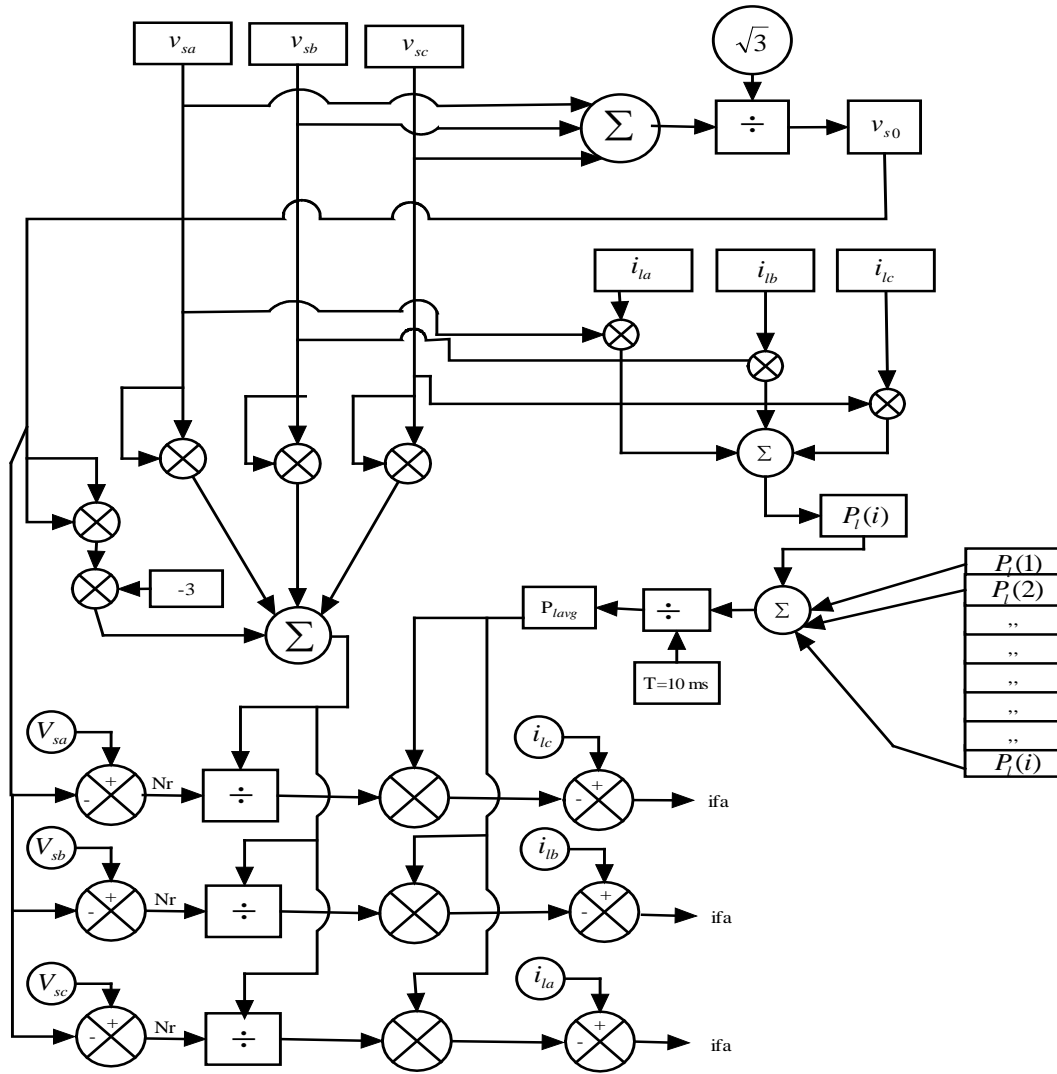 v_sa v_sb v_sc √3
Σ ÷ v_s0
i_la i_lb i_lc
Σ
P_l(i)
-3
Σ
P_lavg ÷ Σ
T=10 ms
P_l(1)
P_l(2)
,,
,,
,,
,,
,,
P_l(i)
V_sa i_lc
+ - Nr ÷ + - ifa
V_sb i_lb
+ - Nr ÷ + - ifa
V_sc i_la
+ - Nr ÷ + - ifa